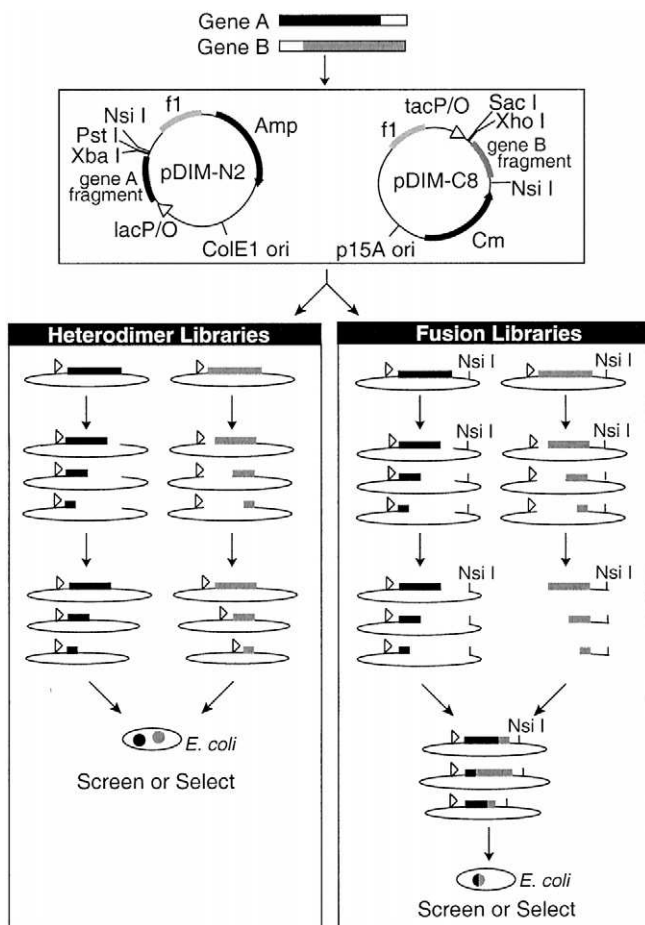 Gene A
Gene B
Nsi I
Pst I
Xba I
gene A
fragment
lacP/O
f1
Amp
pDIM-N2
ColE1 ori
tacP/O
Sac I
Xho I
f1
gene B
fragment
pDIM-C8
Nsi I
p15A ori
Cm
Heterodimer Libraries
E. coli
Screen or Select
Fusion Libraries
Nsi I
Nsi I
Nsi I
Nsi I
Nsi I
Nsi I
Nsi I
E. coli
Screen or Select